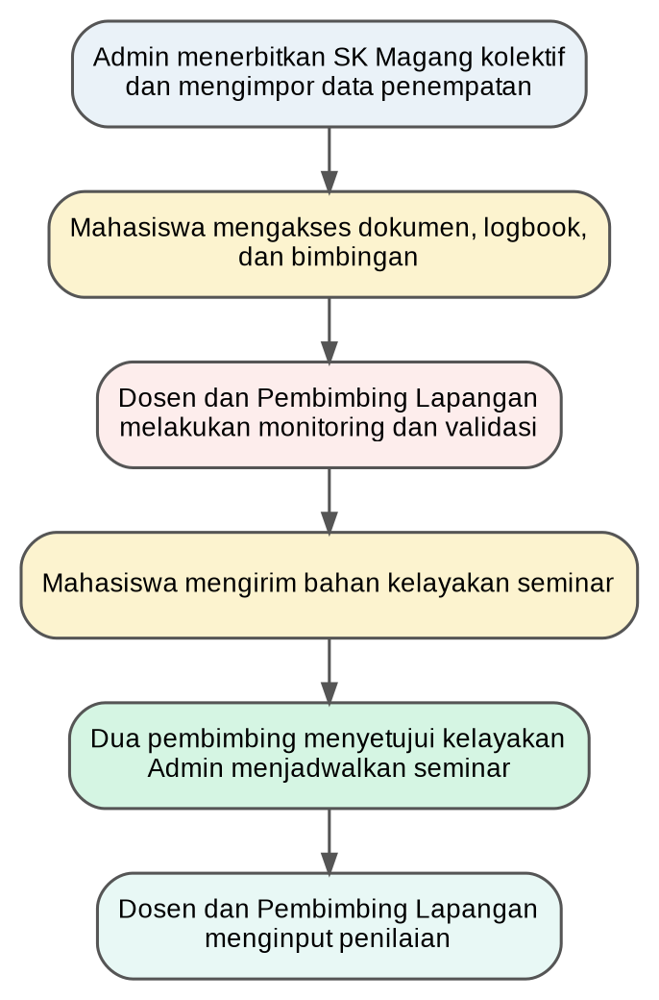 Admin menerbitkan SK Magang kolektif
dan mengimpor data penempatan
Mahasiswa mengakses dokumen, logbook,
dan bimbingan
Dosen dan Pembimbing Lapangan
melakukan monitoring dan validasi
Mahasiswa mengirim bahan kelayakan seminar
Dua pembimbing menyetujui kelayakan
Admin menjadwalkan seminar
Dosen dan Pembimbing Lapangan
menginput penilaian